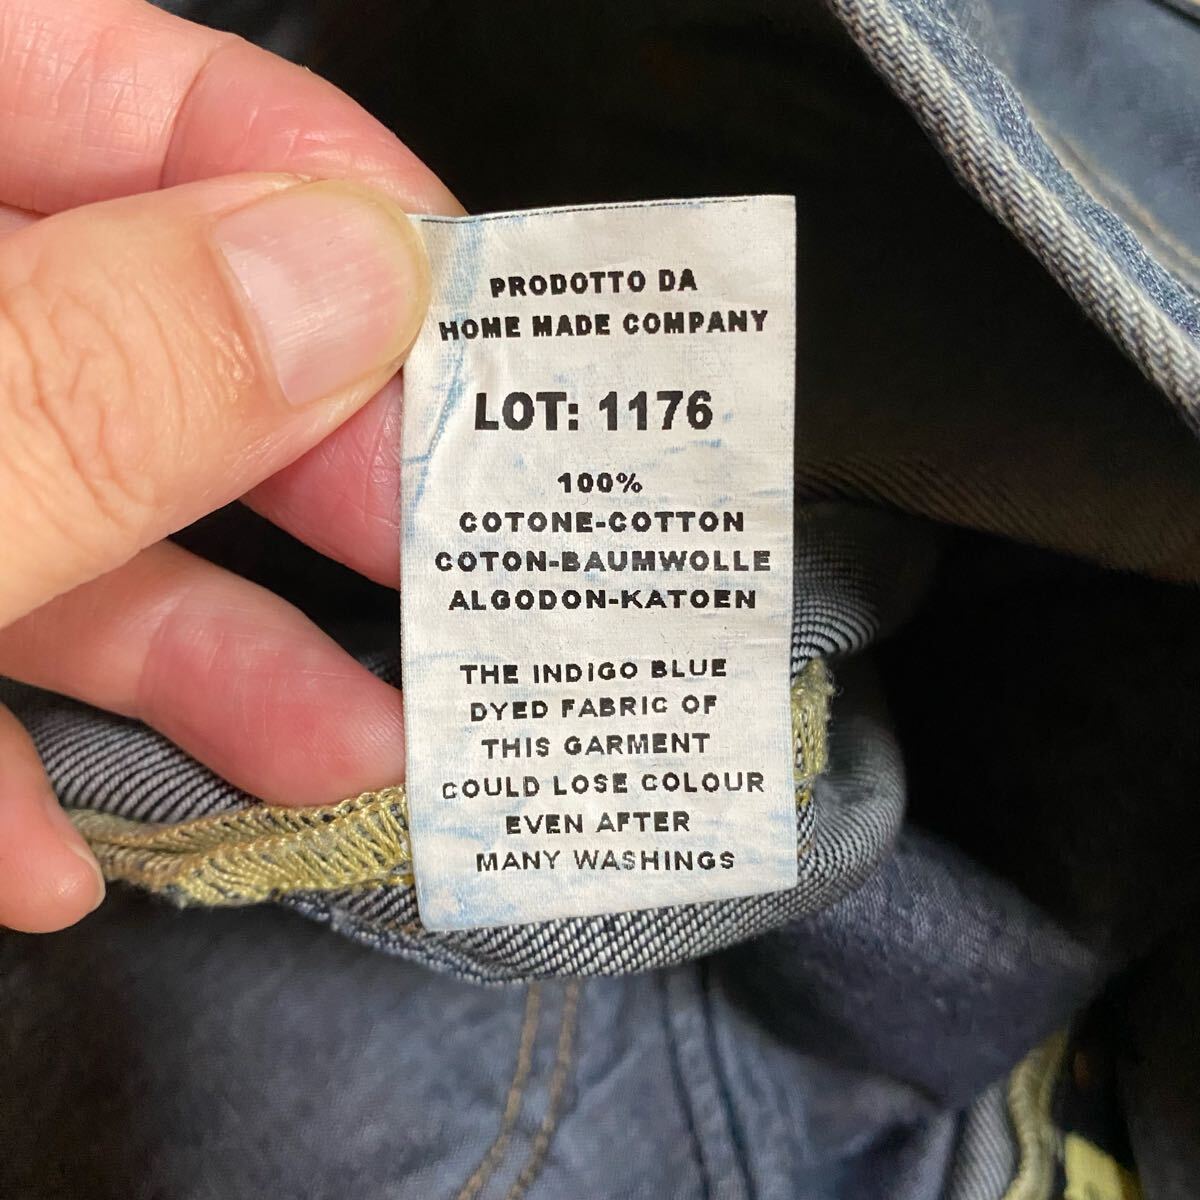 PRODOTTO DA
HOME MADE COMPANY
LOT: 1176
100%
COTONE-COTTON
COTON-BAUMWOLLE
ALGODON-KATOEN
THE INDIGO BLUE
DYED FABRIC OF
THIS GARMENT
COULD LOSE COLOUR
EVEN AFTER
MANY WASHINGS